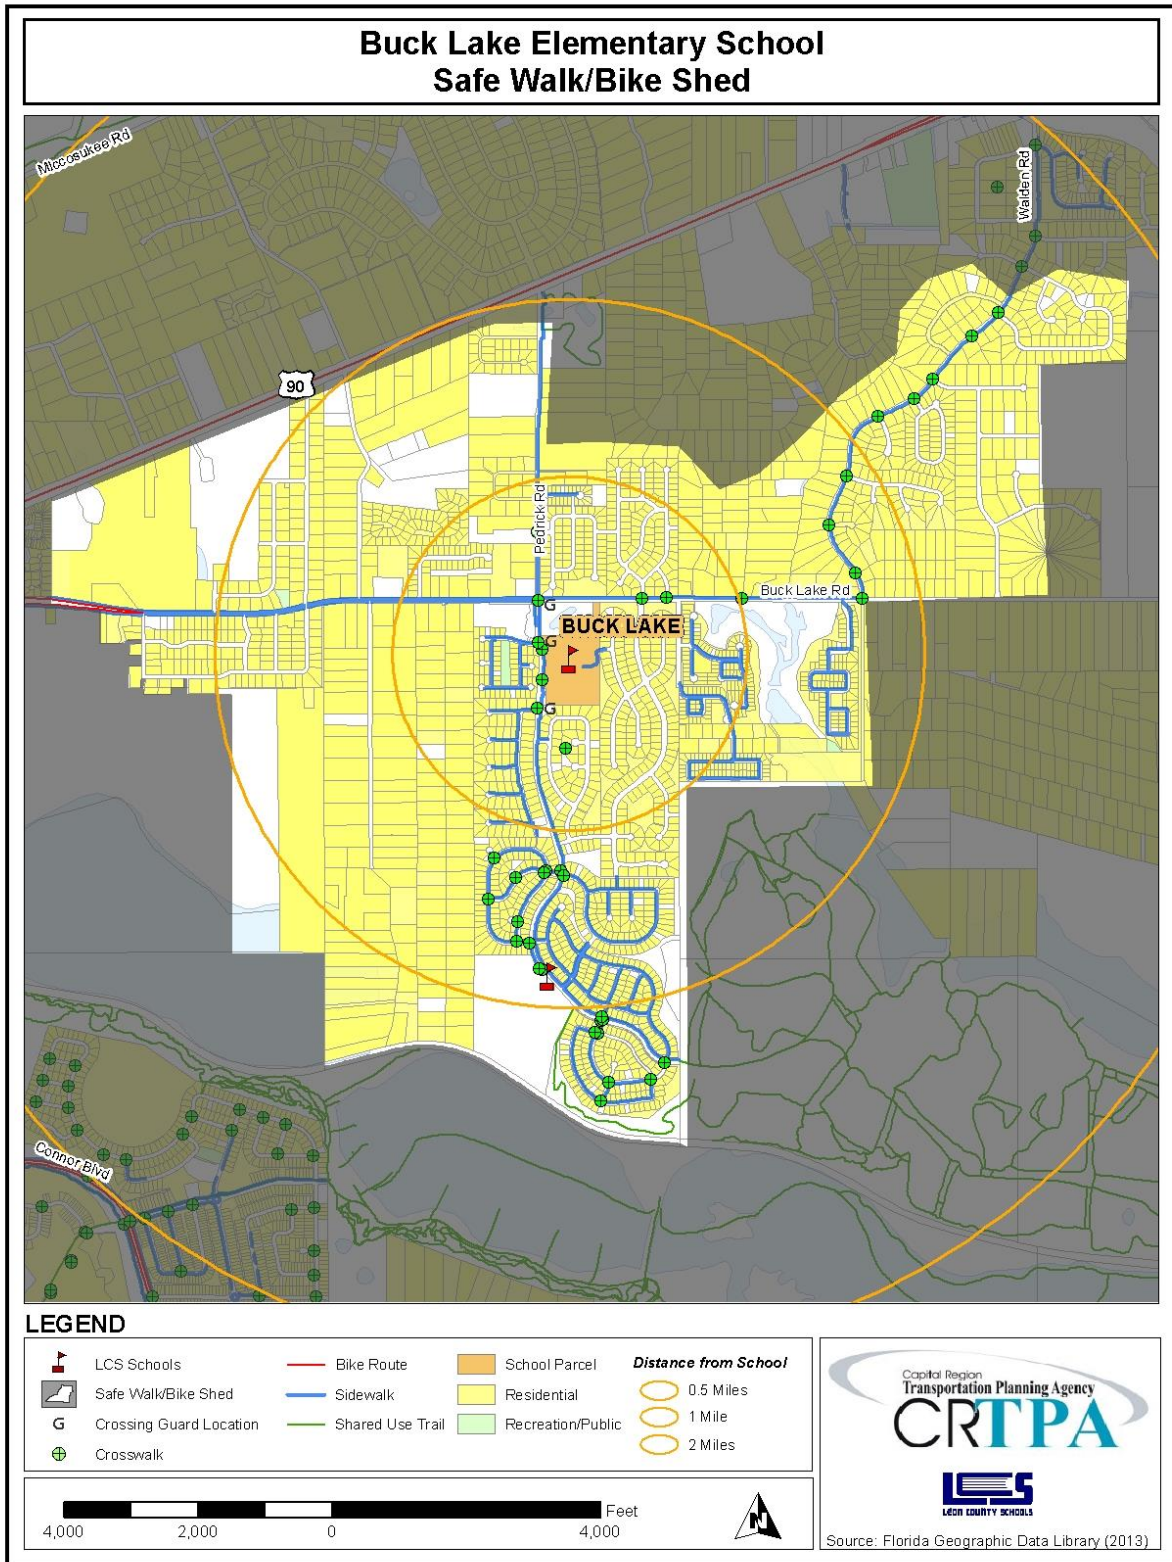 Buck Lake Elementary School
Safe Walk/Bike Shed
Miccosukee Rd
Walden Rd
90
Pedrick Rd
Buck Lake Rd
G
BUCK LAKE
G
G
Connor Blvd
LEGEND
LCS Schools
Safe Walk/Bike Shed
G Crossing Guard Location
Crosswalk
Bike Route
Sidewalk
Shared Use Trail
School Parcel
Residential
Recreation/Public
Distance from School
0.5 Miles
1 Mile
2 Miles
Feet
4,000 2,000 0 4,000
N
Capital Region
Transportation Planning Agency
CRTPA
LCS
LEON COUNTY SCHOOLS
Source: Florida Geographic Data Library (2013)